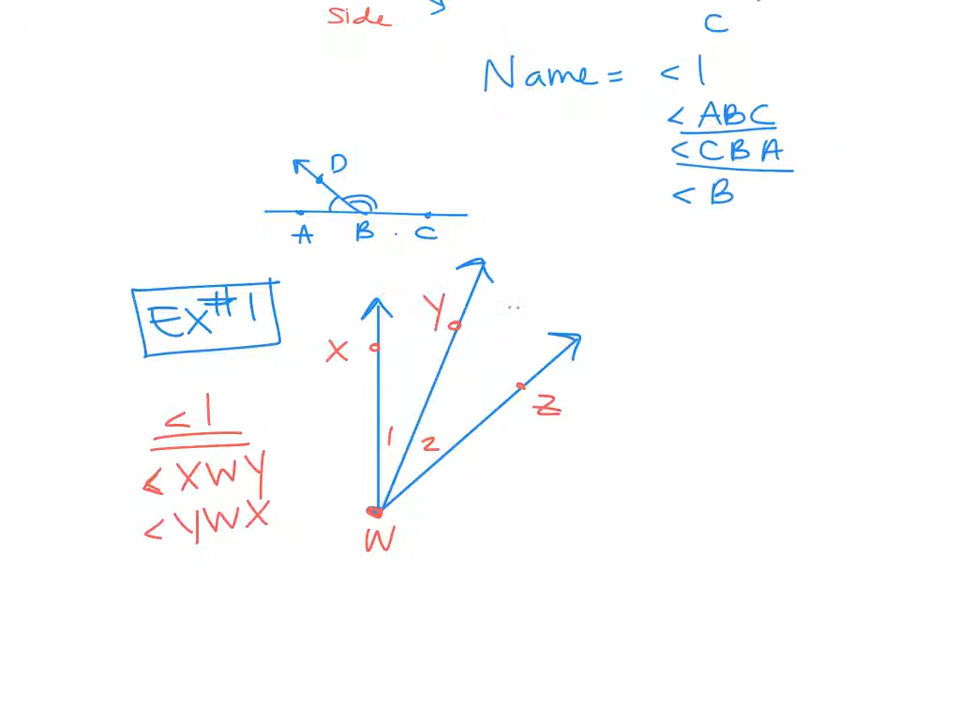 side
C
Name = < 1
< ABC
< CBA
< B
D
A B C
EX#1
Y
X
Z
< 1
1 2
< XWY
< YWX
W